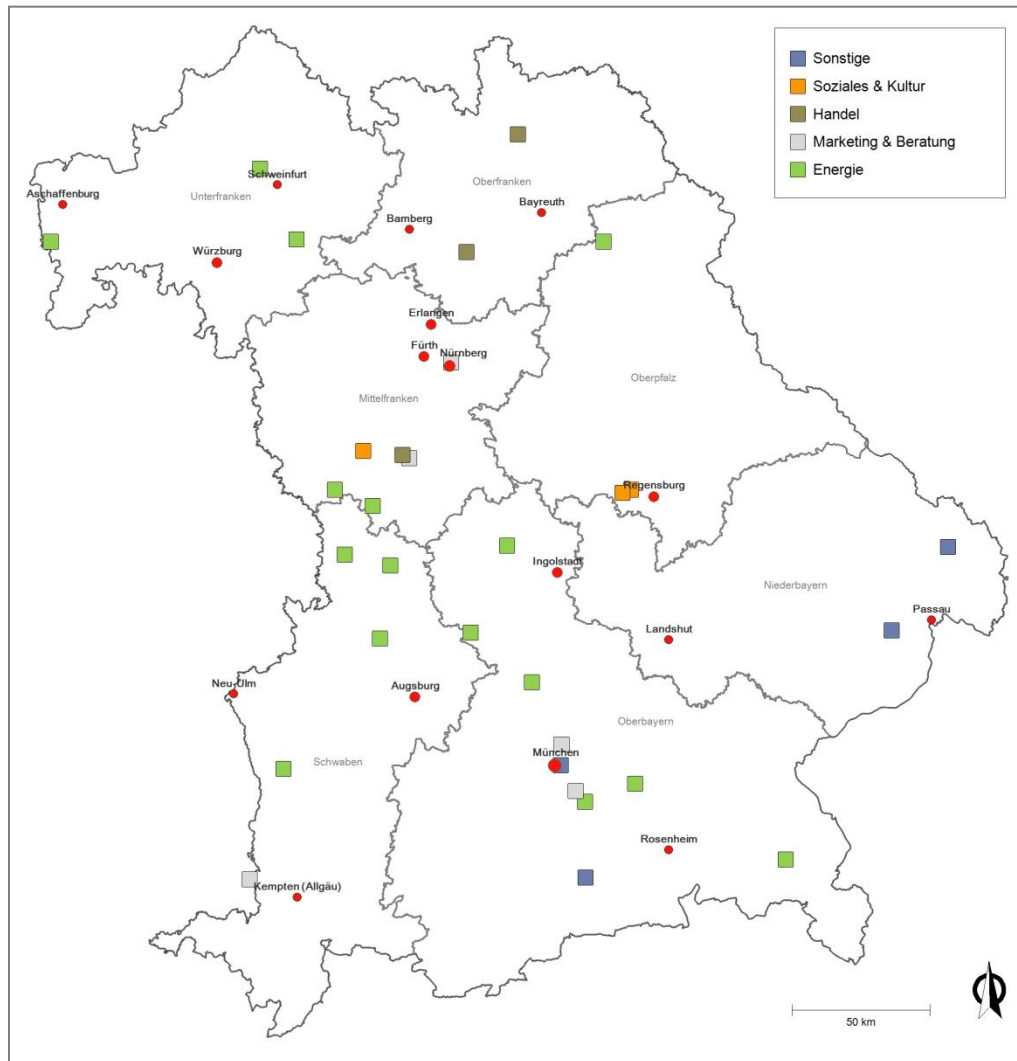 Sonstige
Soziales & Kultur
Handel
Marketing & Beratung
Energie
Schweinfurt
Aschaffenburg
Unterfranken
Oberfranken
Bayreuth
Bamberg
Würzburg
Erlangen
Fürth
Nürnberg
Oberpfalz
Mittelfranken
Regensburg
Ingolstadt
Niederbayern
Passau
Landshut
Neu-Ulm
Augsburg
Oberbayern
München
Schwaben
Rosenheim
Kempten (Allgäu)
50 km